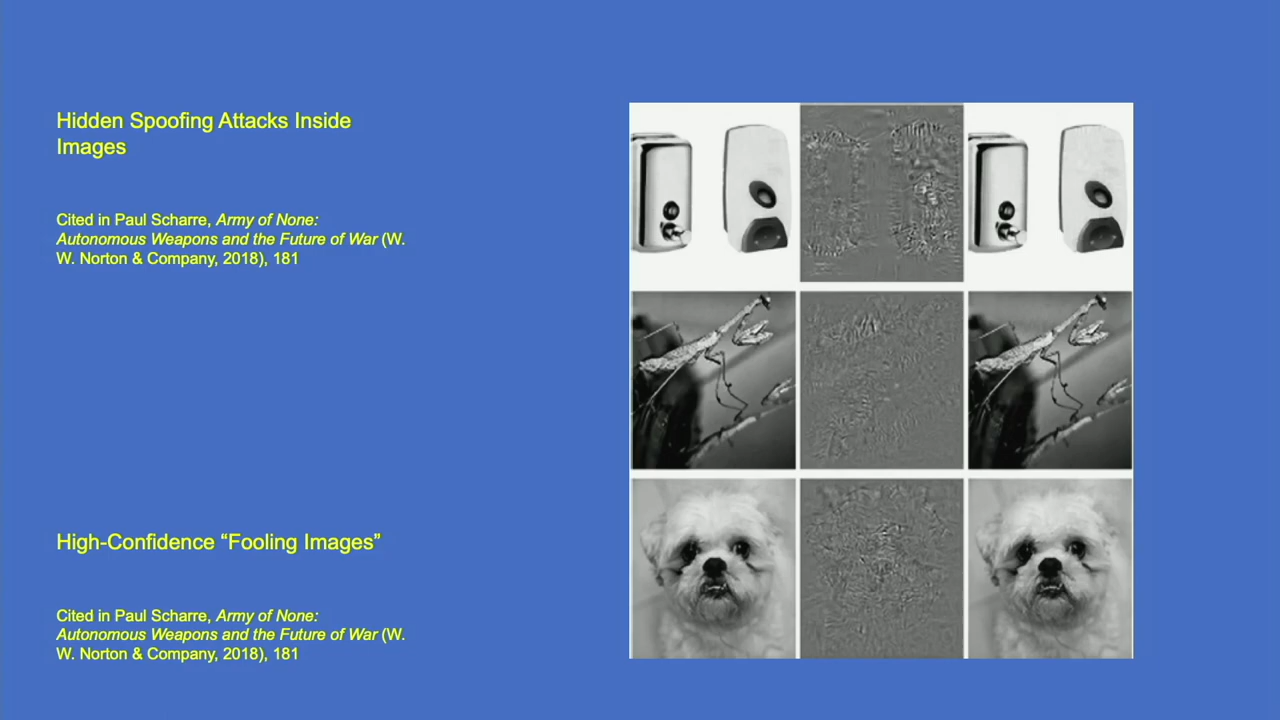 Hidden Spoofing Attacks Inside
Images
Cited in Paul Scharre, Army of None:
Autonomous Weapons and the Future of War (W.
W. Norton & Company, 2018), 181
High-Confidence “Fooling Images”
Cited in Paul Scharre, Army of None:
Autonomous Weapons and the Future of War (W.
W. Norton & Company, 2018), 181